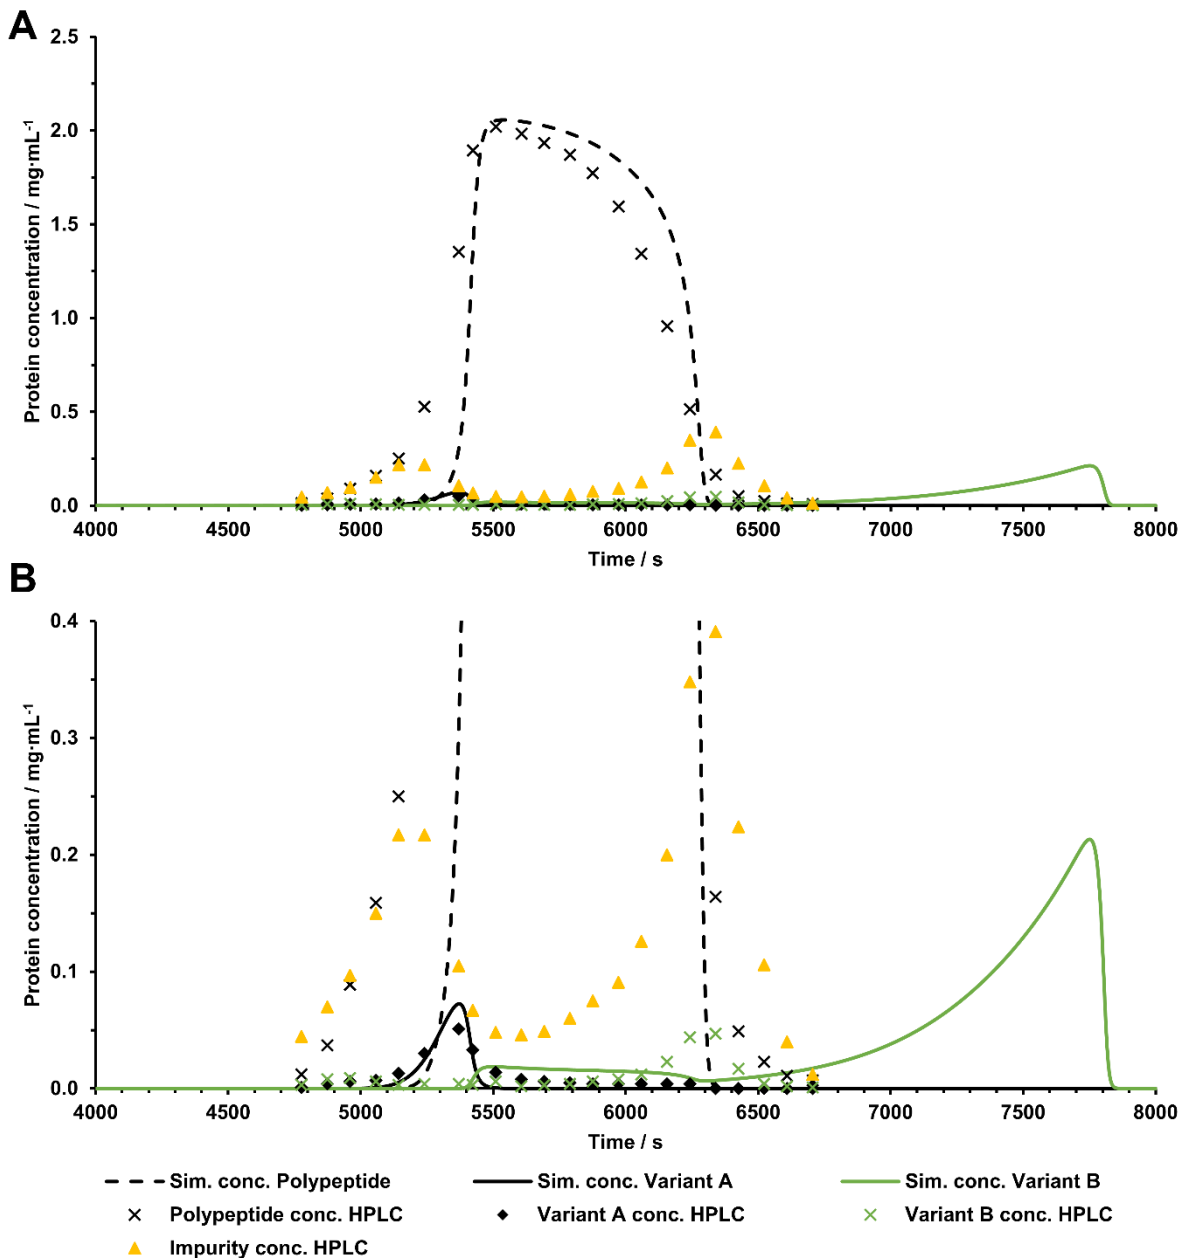 A
Protein concentration / mg·mL-1
2.5
2.0
1.5
1.0
0.5
0.0
4000 4500 5000 5500 6000 6500 7000 7500 8000
Time / s
B
Protein concentration / mg·mL-1
0.4
0.3
0.2
0.1
0.0
4000 4500 5000 5500 6000 6500 7000 7500 8000
Time / s
Sim. conc. Polypeptide Sim. conc. Variant A Sim. conc. Variant B
Polypeptide conc. HPLC Variant A conc. HPLC Variant B conc. HPLC
Impurity conc. HPLC